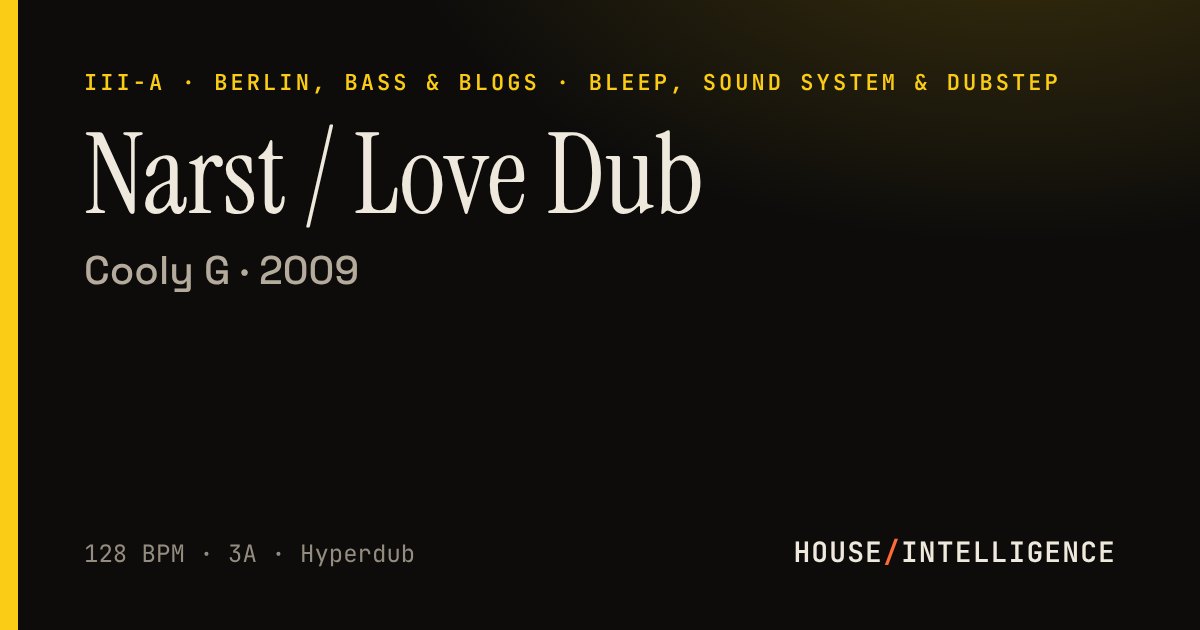 III-A · BERLIN, BASS & BLOGS · BLEEP, SOUND SYSTEM & DUBSTEP
Narst / Love Dub
Cooly G · 2009
128 BPM · 3A · Hyperdub
HOUSE/INTELLIGENCE